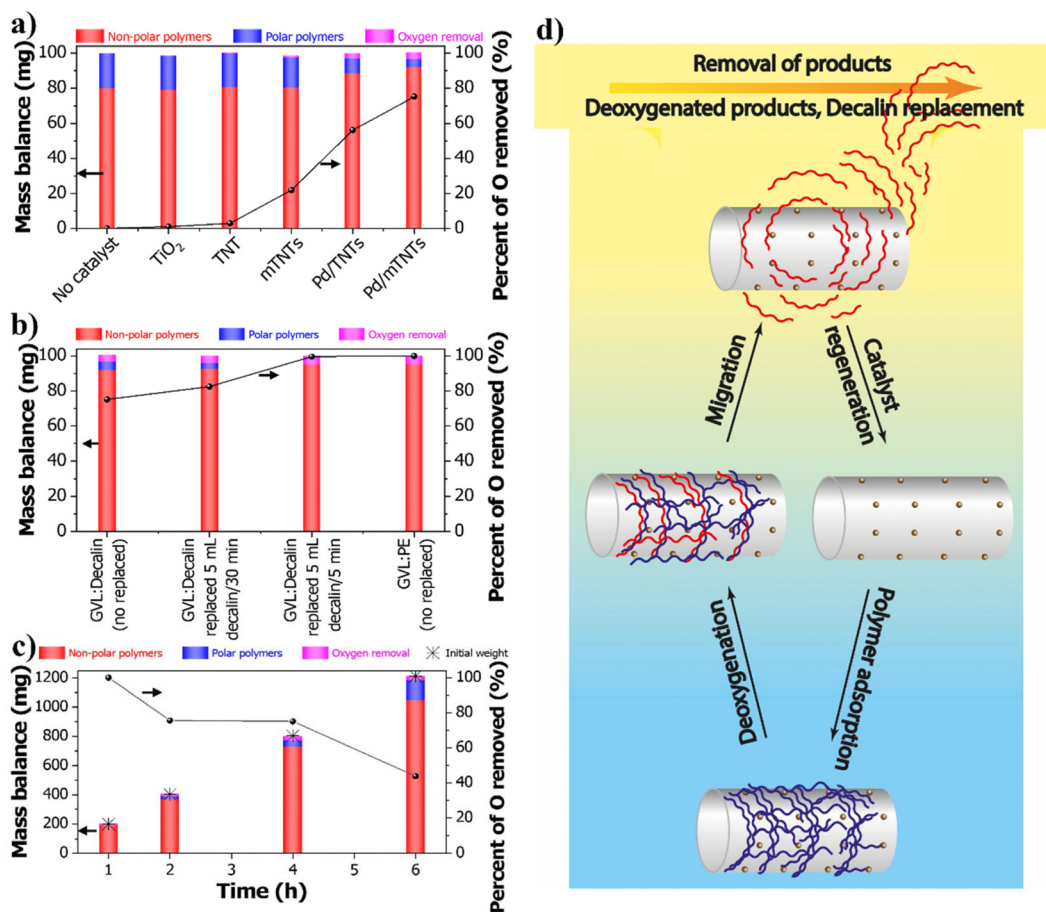 a)
Non-polar polymers Polar polymers Oxygen removal
Mass balance (mg)
100
80
60
40
20
0
100
80
60
40
20
0
Percent of O removed (%)
No catalyst
TiO₂
TNT
mTNTs
Pd/TNTs
Pd/mTNTs
b)
Non-polar polymers Polar polymers Oxygen removal
Mass balance (mg)
100
80
60
40
20
0
100
80
60
40
20
0
Percent of O removed (%)
GVL:Decalin
(no replaced)
GVL:Decalin
replaced 5 mL
decalin/30 min
GVL:Decalin
replaced 5 mL
decalin/5 min
GVL:PE
(no replaced)
c)
Non-polar polymers Polar polymers Oxygen removal Initial weight
Mass balance (mg)
1200
1000
800
600
400
200
0
100
80
60
40
20
0
Percent of O removed (%)
1 2 3 4 5 6
Time (h)
d)
Removal of products
Deoxygenated products, Decalin replacement
Migration
Catalyst
regeneration
Deoxygenation
Polymer adsorption